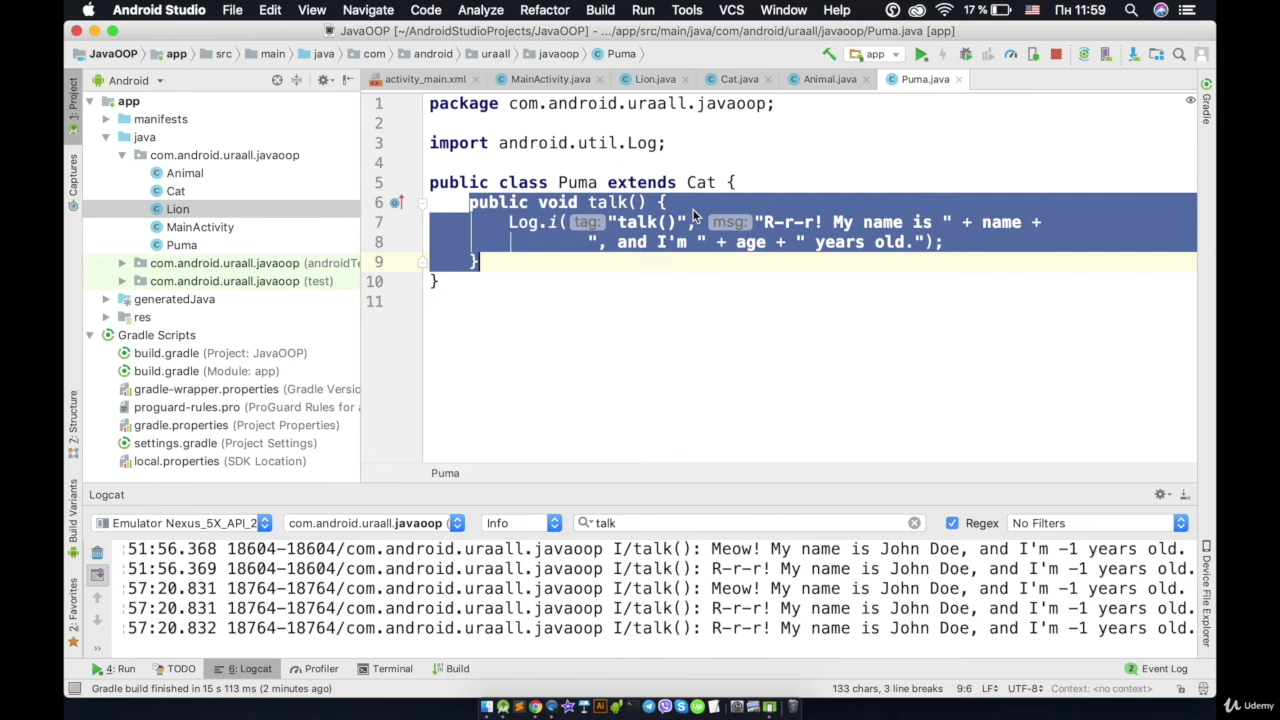 Android Studio File Edit View Navigate Code Analyze Refactor Build Run Tools VCS Window Help 17 % Пн 11:59
JavaOOP [~/AndroidStudioProjects/JavaOOP] - .../app/src/main/java/com/android/uraall/javaoop/Puma.java [app]
JavaOOP app src main java com android uraall javaoop Puma app
1: Project
Android
activity_main.xml MainActivity.java Lion.java Cat.java Animal.java Puma.java
Gradle
app
manifests
java
com.android.uraall.javaoop
Animal
Cat
Lion
MainActivity
Puma
com.android.uraall.javaoop (androidTe
com.android.uraall.javaoop (test)
generatedJava
res
Gradle Scripts
build.gradle (Project: JavaOOP)
build.gradle (Module: app)
gradle-wrapper.properties (Gradle Versio
proguard-rules.pro (ProGuard Rules for a
gradle.properties (Project Properties)
settings.gradle (Project Settings)
local.properties (SDK Location)
Captures
7: Structure
Build Variants
2: Favorites
1 package com.android.uraall.javaoop;
2
3 import android.util.Log;
4
5 public class Puma extends Cat {
6 public void talk() {
7 Log.i( tag: "talk()", msg: "R-r-r! My name is " + name +
8 ", and I'm " + age + " years old.");
9 }
10 }
11
Puma
Logcat
Emulator Nexus_5X_API_2 com.android.uraall.javaoop ( Info talk Regex No Filters
51:56.368 18604-18604/com.android.uraall.javaoop I/talk(): Meow! My name is John Doe, and I'm -1 years old.
51:56.369 18604-18604/com.android.uraall.javaoop I/talk(): R-r-r! My name is John Doe, and I'm -1 years old.
57:20.831 18764-18764/com.android.uraall.javaoop I/talk(): Meow! My name is John Doe, and I'm -1 years old.
57:20.831 18764-18764/com.android.uraall.javaoop I/talk(): R-r-r! My name is John Doe, and I'm -1 years old.
57:20.832 18764-18764/com.android.uraall.javaoop I/talk(): R-r-r! My name is John Doe, and I'm -1 years old.
Device File Explorer
4: Run TODO 6: Logcat Profiler Terminal Build 2 Event Log
Gradle build finished in 15 s 113 ms (2 minutes ago) 133 chars, 3 line breaks 9:6 LF UTF-8 Context: <no context>
Udemy